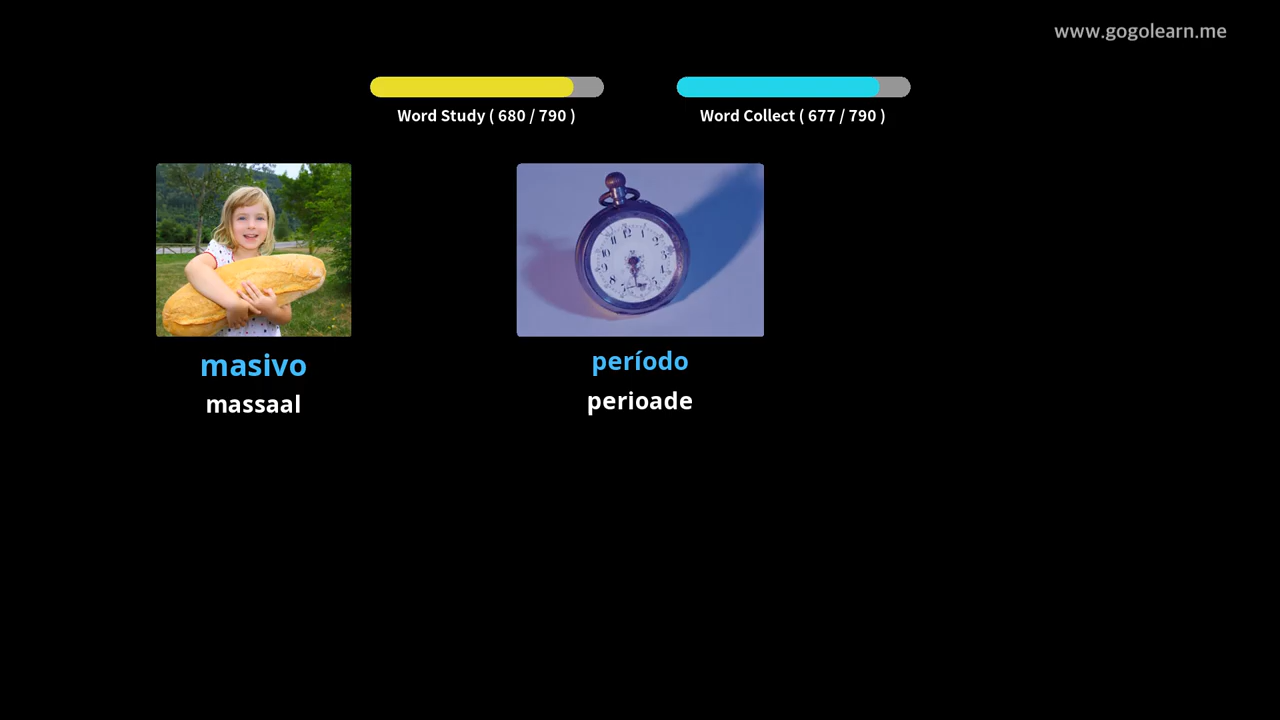 www.gogolearn.me
Word Study ( 680 / 790 )
Word Collect ( 677 / 790 )
masivo
massaal
período
perioade